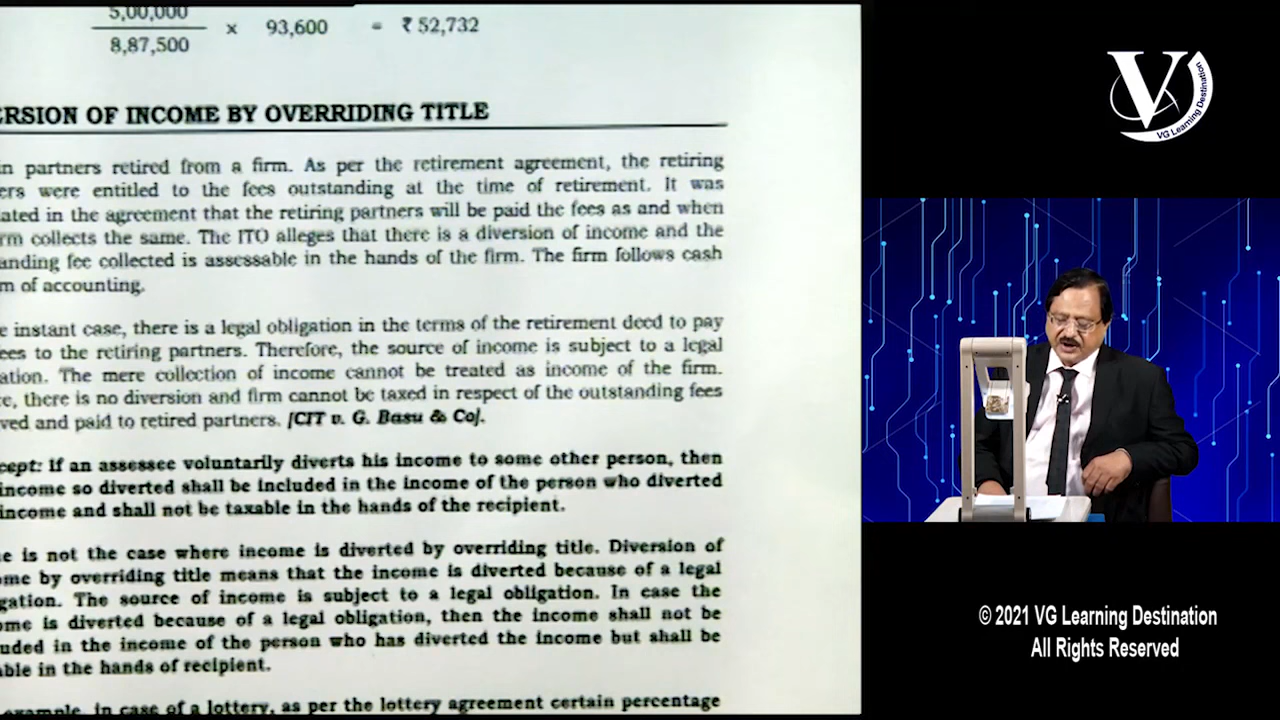 5,00,000
8,87,500
x 93,600 = ₹ 52,732
ERSION OF INCOME BY OVERRIDING TITLE
in partners retired from a firm. As per the retirement agreement, the retiring
ers were entitled to the fees outstanding at the time of retirement. It was
ated in the agreement that the retiring partners will be paid the fees as and when
rm collects the same. The ITO alleges that there is a diversion of income and the
anding fee collected is assessable in the hands of the firm. The firm follows cash
m of accounting.
e instant case, there is a legal obligation in the terms of the retirement deed to pay
ees to the retiring partners. Therefore, the source of income is subject to a legal
ation. The mere collection of income cannot be treated as income of the firm.
e, there is no diversion and firm cannot be taxed in respect of the outstanding fees
ved and paid to retired partners. [CIT v. G. Basu & Co].
cept: if an assessee voluntarily diverts his income to some other person, then
income so diverted shall be included in the income of the person who diverted
income and shall not be taxable in the hands of the recipient.
e is not the case where income is diverted by overriding title. Diversion of
ome by overriding title means that the income is diverted because of a legal
gation. The source of income is subject to a legal obligation. In case the
ome is diverted because of a legal obligation, then the income shall not be
uded in the income of the person who has diverted the income but shall be
able in the hands of recipient.
example, in case of a lottery, as per the lottery agreement certain percentage
V
VG Learning Destination
© 2021 VG Learning Destination
All Rights Reserved